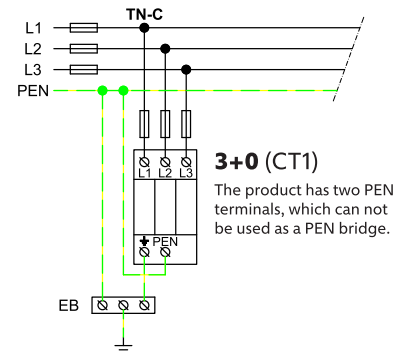 TN-C
L1
L2
L3
PEN
L1 L2 L3
3+0 (CT1)
The product has two PEN
terminals, which can not
be used as a PEN bridge.
PEN
EB